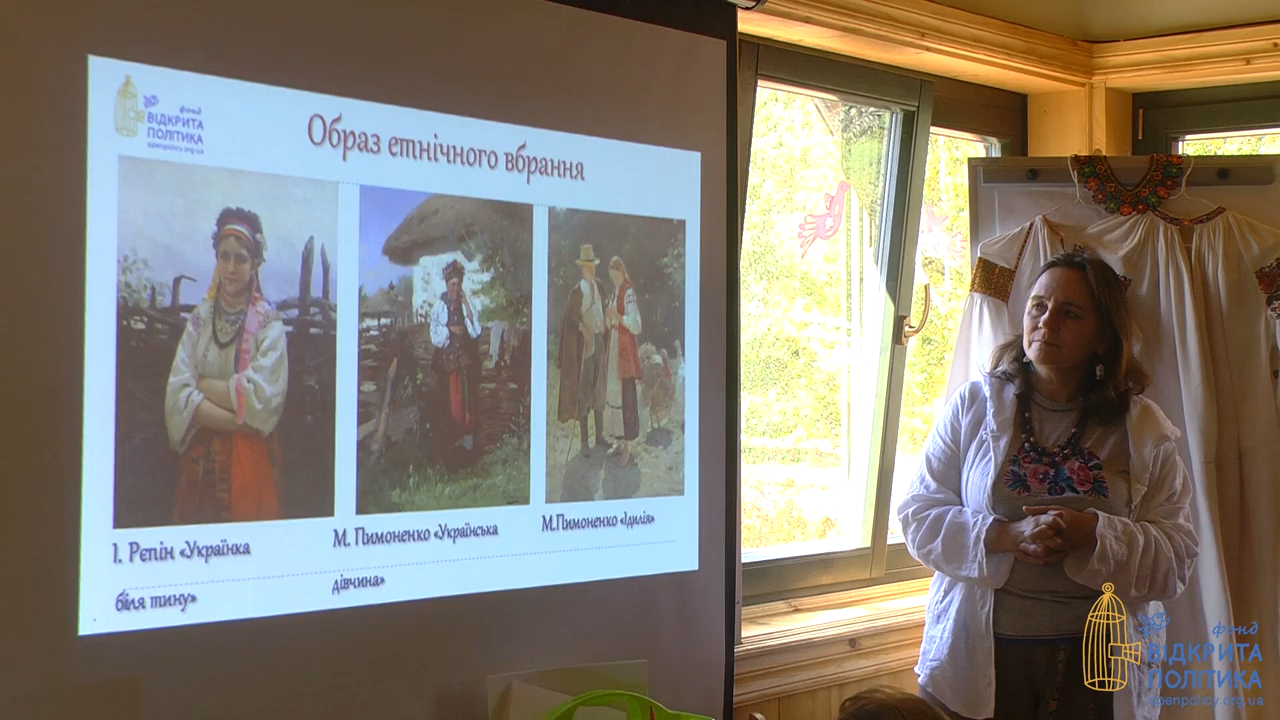 фонд
ВІДКРИТА
ПОЛІТИКА
openpolicy.org.ua
Образ етнічного вбрання
І. Репін «Українка
біля тину»
М. Пимоненко «Українська
дівчина»
М.Пимоненко «Ідилія»
фонд
ВІДКРИТА
ПОЛІТИКА
openpolicy.org.ua